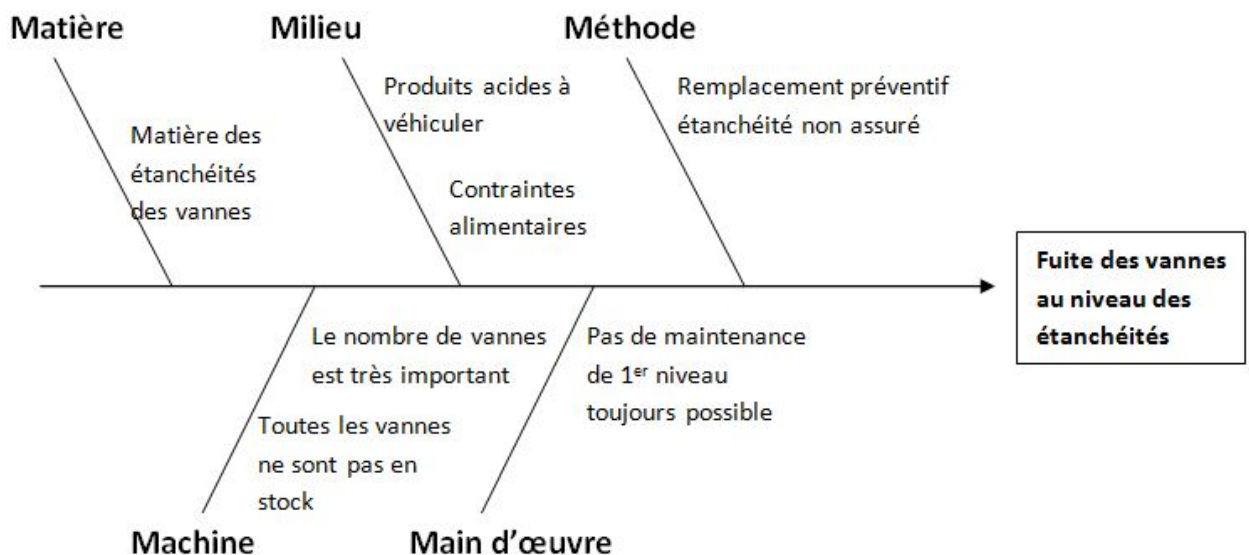 Matière
Milieu
Méthode
Produits acides à
véhiculer
Remplacement préventif
étanchéité non assuré
Matière des
étanchéités
des vannes
Contraintes
alimentaires
Fuite des vannes
au niveau des
étanchéités
Le nombre de vannes
est très important
Pas de maintenance
de 1er niveau
toujours possible
Toutes les vannes
ne sont pas en
stock
Machine
Main d'œuvre